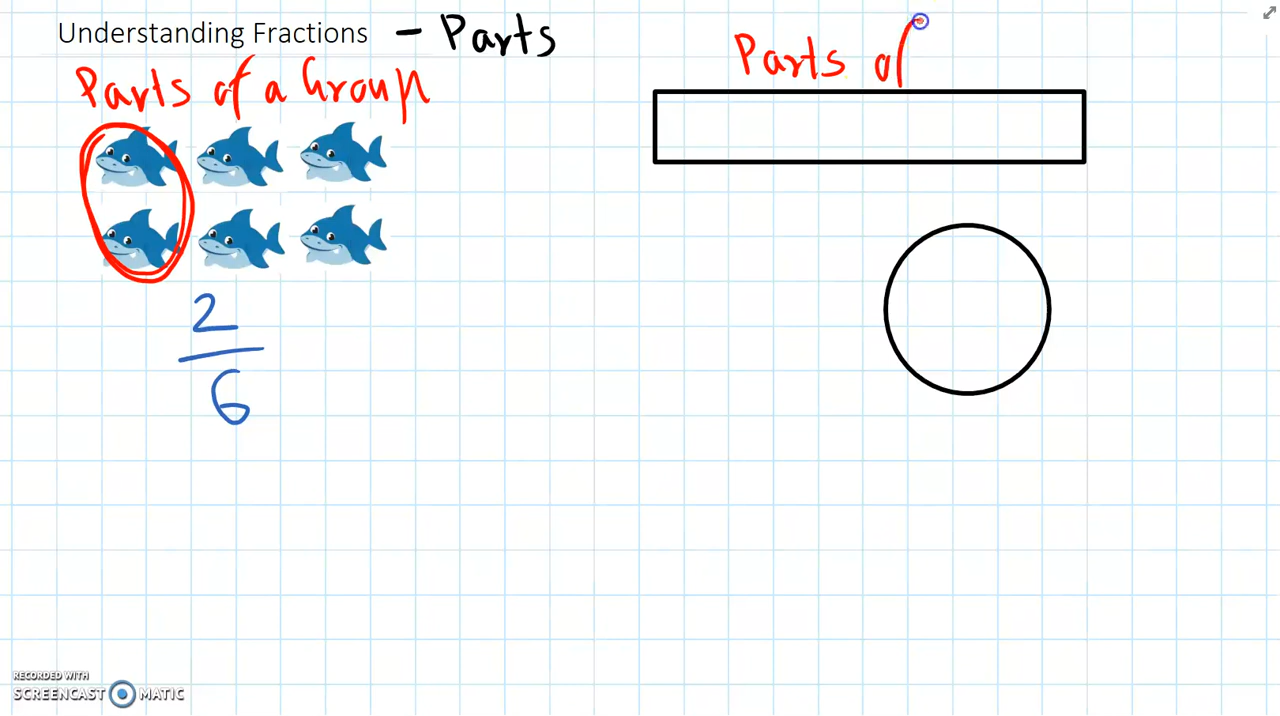 Understanding Fractions - Parts
Parts of a Group
2
6
Parts of
RECORDED WITH
SCREENCAST MATIC